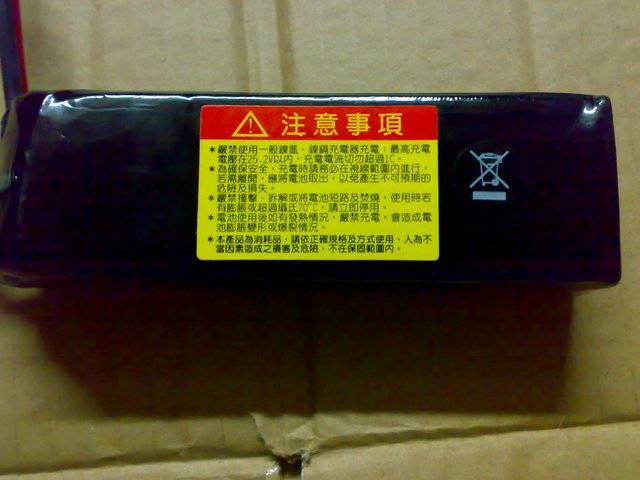 注意事項
*嚴禁使用一般鎳氫、鎳鎘充電器充電;最高充電
電壓在25.2V以內,充電電流切勿超過1C。
*為確保安全,充電時請務必在視線範圍內進行。
若需離開,應將電池取出,以免產生不可預期的
危險及損失。
*嚴禁撞擊、拆解或將電池短路及焚燒,使用時若
有膨脹或超過攝氏70°C,請立即停用。
*電池使用後如有發熱情況,嚴禁充電,會造成電
池膨脹變形或爆裂情況。
*本產品為消耗品,請依正確規格及方式使用,人為不
當因素造成之損害及危險,不在保固範圍內。